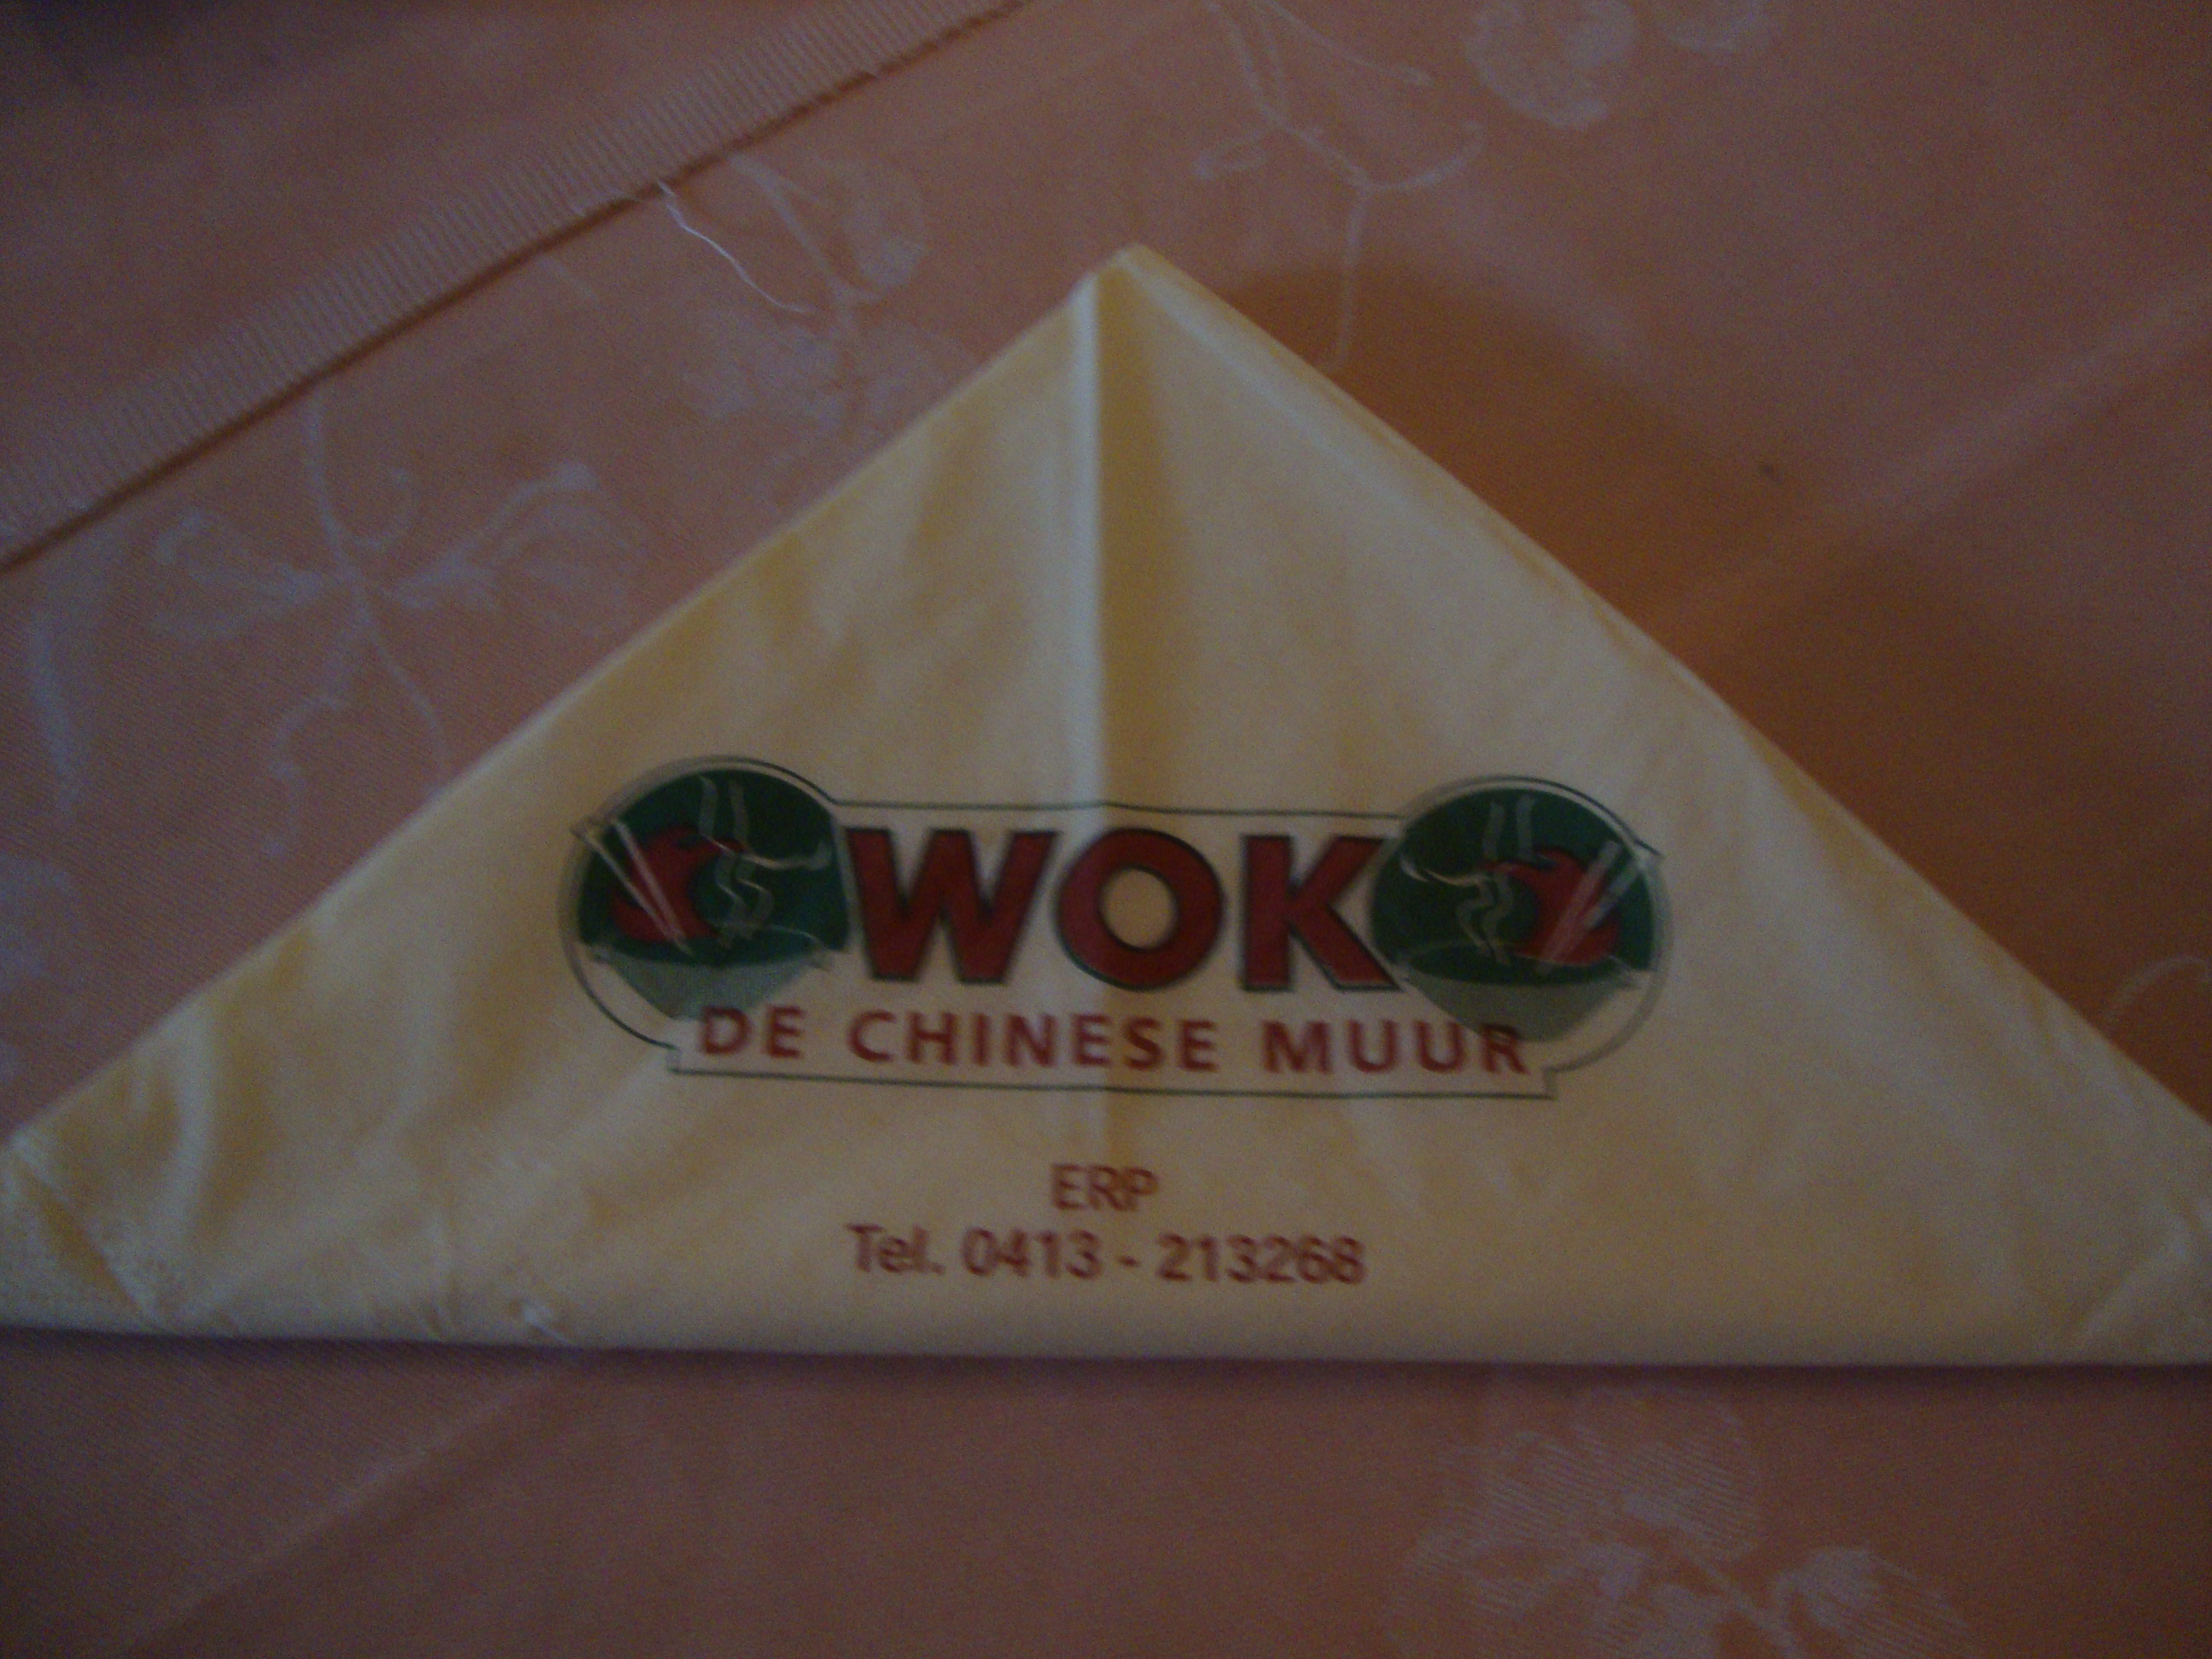 WOK
DE CHINESE MUUR
ERP
Tel. 0413 - 213268